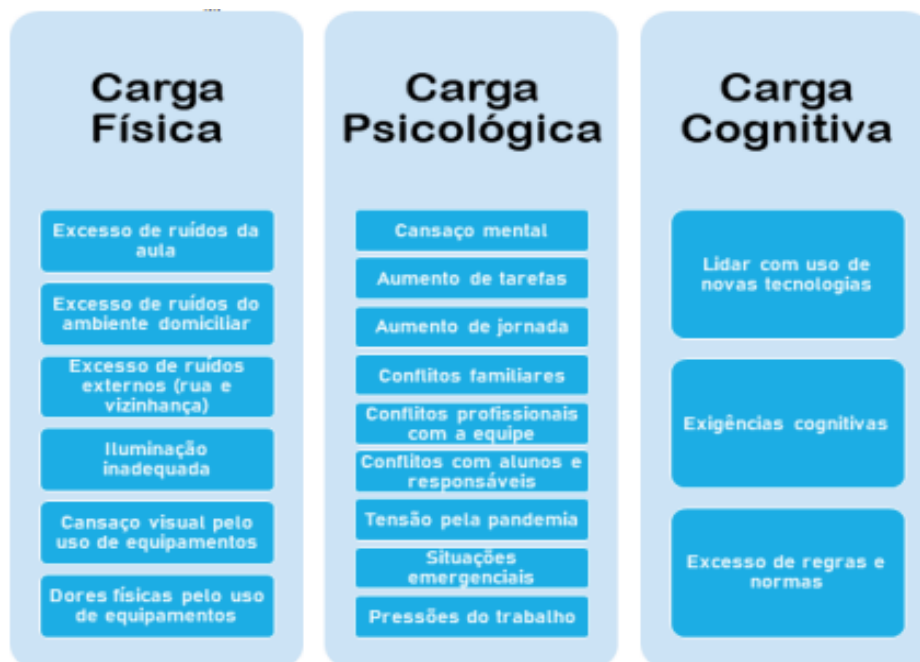 Carga
Física
Excesso de ruídos da
aula
Excesso de ruídos do
ambiente domiciliar
Excesso de ruídos
externos (rua e
vizinhança)
Iluminação
inadequada
Cansaço visual pelo
uso de equipamentos
Dores físicas pelo uso
de equipamentos
Carga
Psicológica
Cansaço mental
Aumento de tarefas
Aumento de jornada
Conflitos familiares
Conflitos profissionais
com a equipe
Conflitos com alunos e
responsáveis
Tensão pela pandemia
Situações
emergenciais
Pressões do trabalho
Carga
Cognitiva
Lidar com uso de
novas tecnologias
Exigências cognitivas
Excesso de regras e
normas